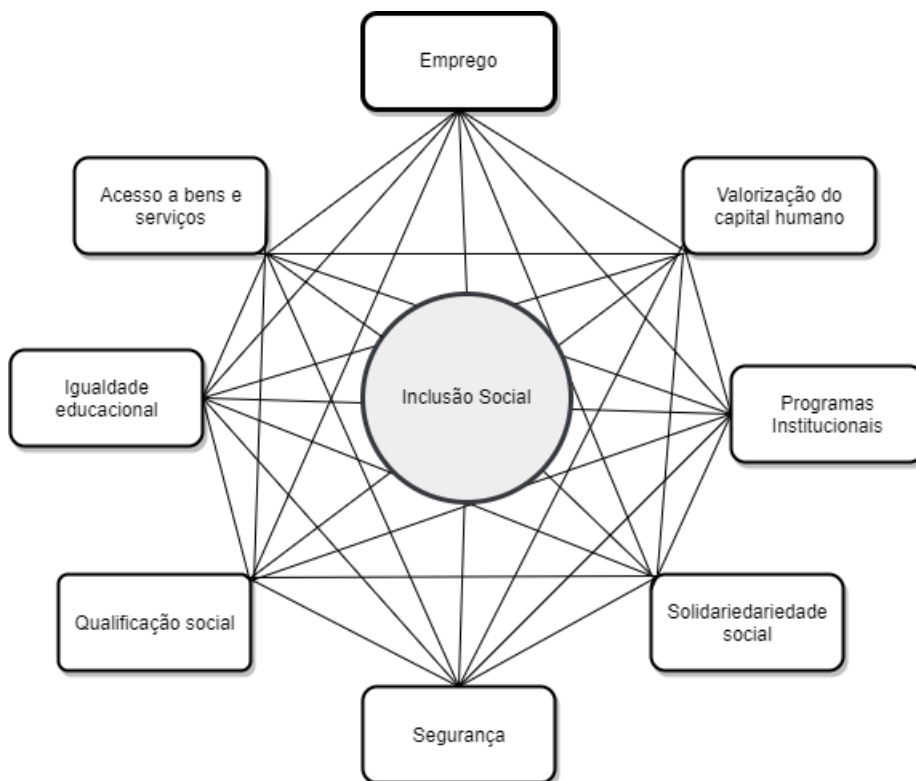 Emprego
Acesso a bens e
serviços
Valorização do
capital humano
Igualdade
educacional
Inclusão Social
Programas
Institucionais
Qualificação social
Solidariedariedade
social
Segurança